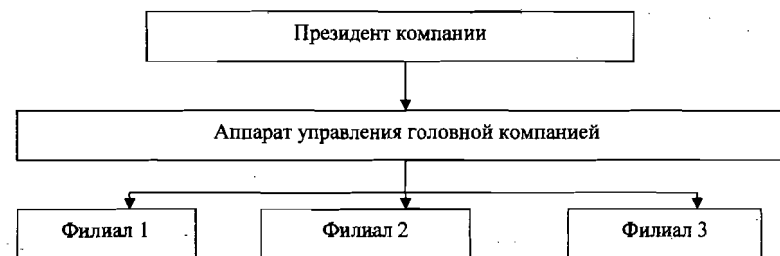 Президент компании
Аппарат управления головной компанией
Филиал 1 Филиал 2 Филиал 3